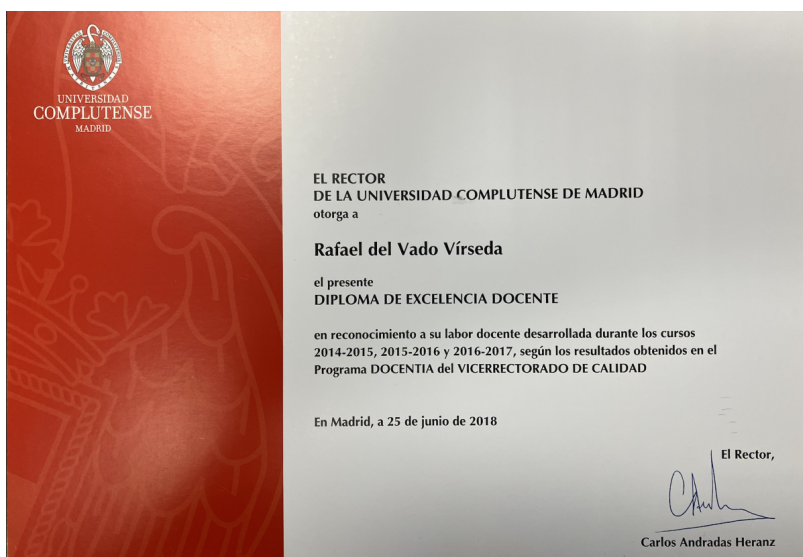 UNIVERSIDAD
COMPLUTENSE
MADRID
EL RECTOR
DE LA UNIVERSIDAD COMPLUTENSE DE MADRID
otorga a
Rafael del Vado Vírseda
el presente
DIPLOMA DE EXCELENCIA DOCENTE
en reconocimiento a su labor docente desarrollada durante los cursos
2014-2015, 2015-2016 y 2016-2017, según los resultados obtenidos en el
Programa DOCENTIA del VICERRECTORADO DE CALIDAD
En Madrid, a 25 de junio de 2018
El Rector,
Carlos Andradas Heranz